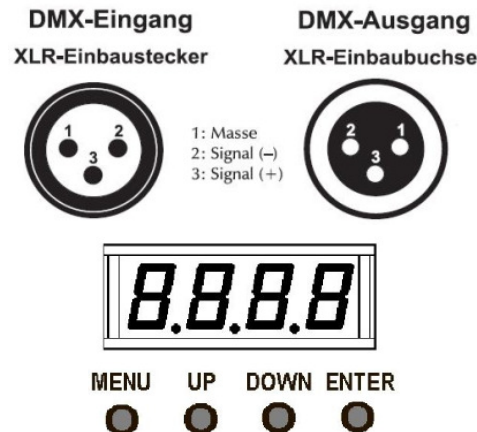 DMX-Eingang
XLR-Einbaustecker
DMX-Ausgang
XLR-Einbaubuchse
1 2
3
1: Masse
2: Signal (–)
3: Signal (+)
2 1
3
8.8.8.8
MENU UP DOWN ENTER